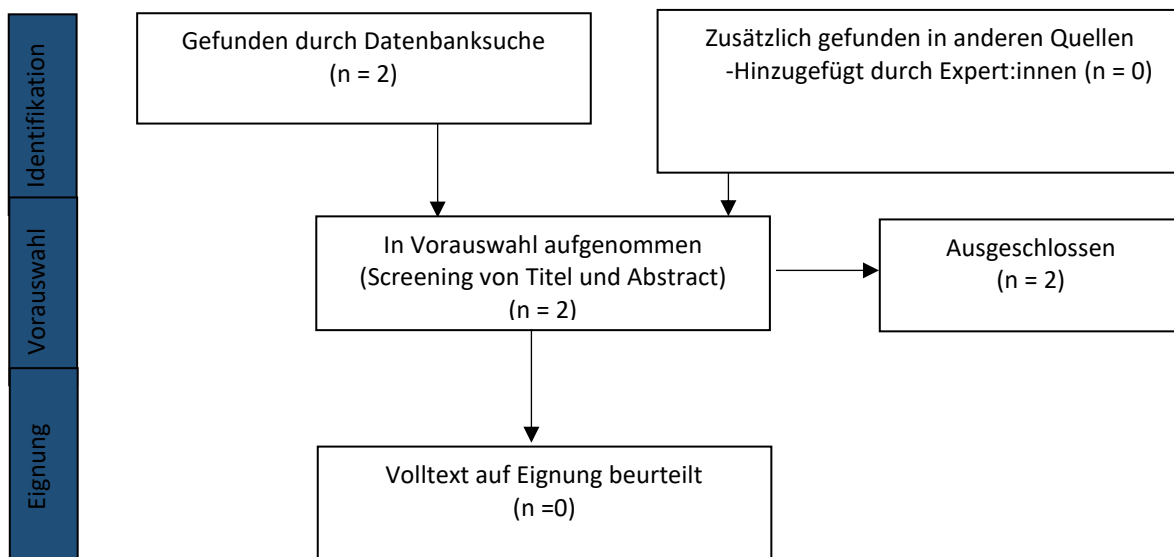 Identifikation
Gefunden durch Datenbanksuche
(n = 2)
Zusätzlich gefunden in anderen Quellen
-Hinzugefügt durch Expert:innen (n = 0)
Vorauswahl
In Vorauswahl aufgenommen
(Screening von Titel und Abstract)
(n = 2)
Ausgeschlossen
(n = 2)
Eignung
Volltext auf Eignung beurteilt
(n =0)